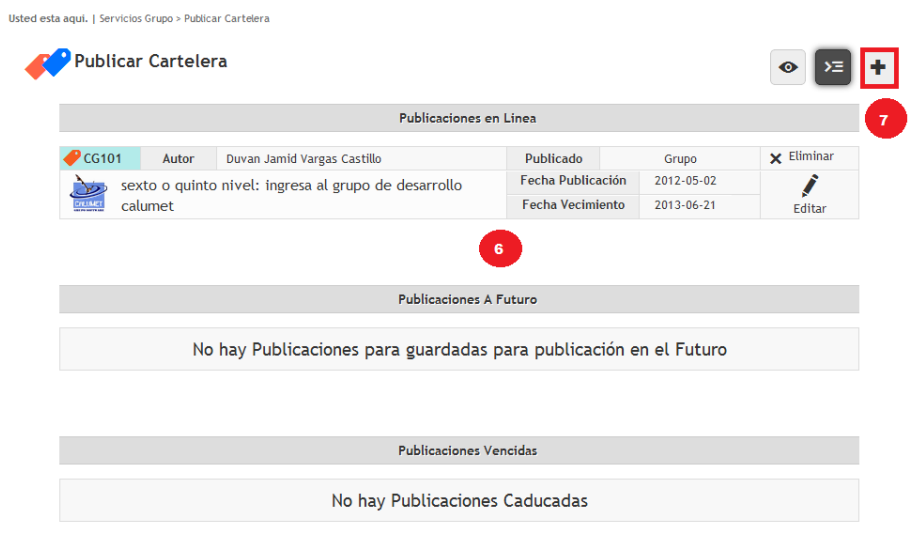 Usted esta aqui. | Servicios Grupo > Publicar Cartelera
Publicar Cartelera
7
Publicaciones en Linea
CG101 Autor Duvan Jamid Vargas Castillo Publicado Grupo Eliminar
sexto o quinto nivel: ingresa al grupo de desarrollo
calumet
CALUMET
Fecha Publicación 2012-05-02
Fecha Vecimiento 2013-06-21
Editar
6
Publicaciones A Futuro
No hay Publicaciones para guardadas para publicación en el Futuro
Publicaciones Vencidas
No hay Publicaciones Caducadas